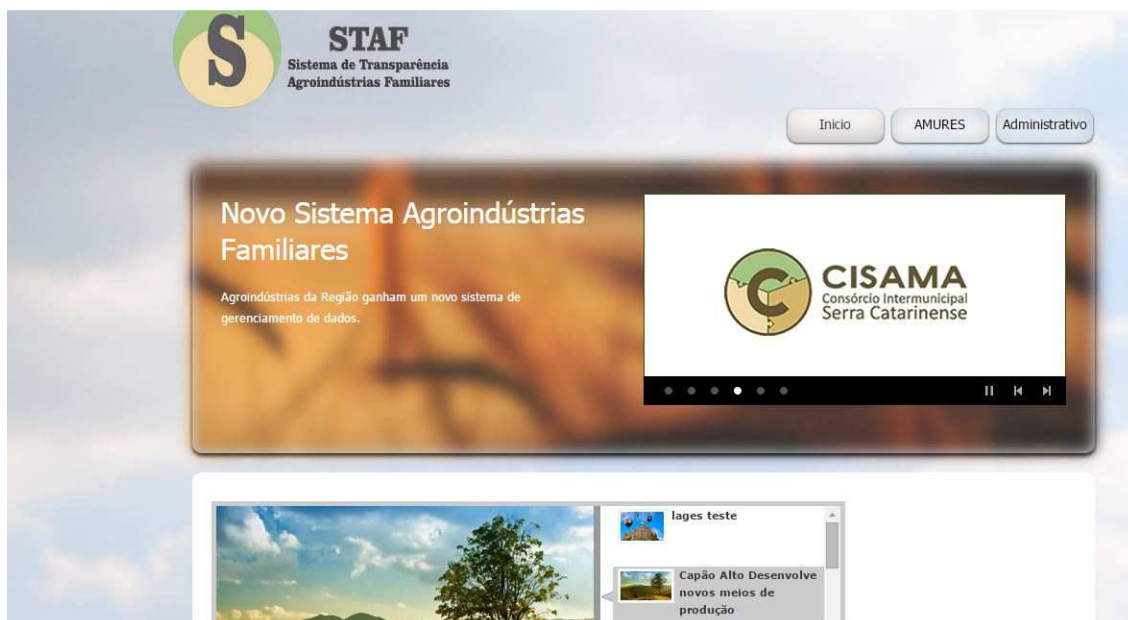 S
STAF
Sistema de Transparência
Agroindústrias Familiares
Inicio
AMURES
Administrativo
Novo Sistema Agroindústrias
Familiares
Agroindústrias da Região ganham um novo sistema de
gerenciamento de dados.
C
CISAMA
Consórcio Intermunicipal
Serra Catarinense
lages teste
Capão Alto Desenvolve
novos meios de
produção